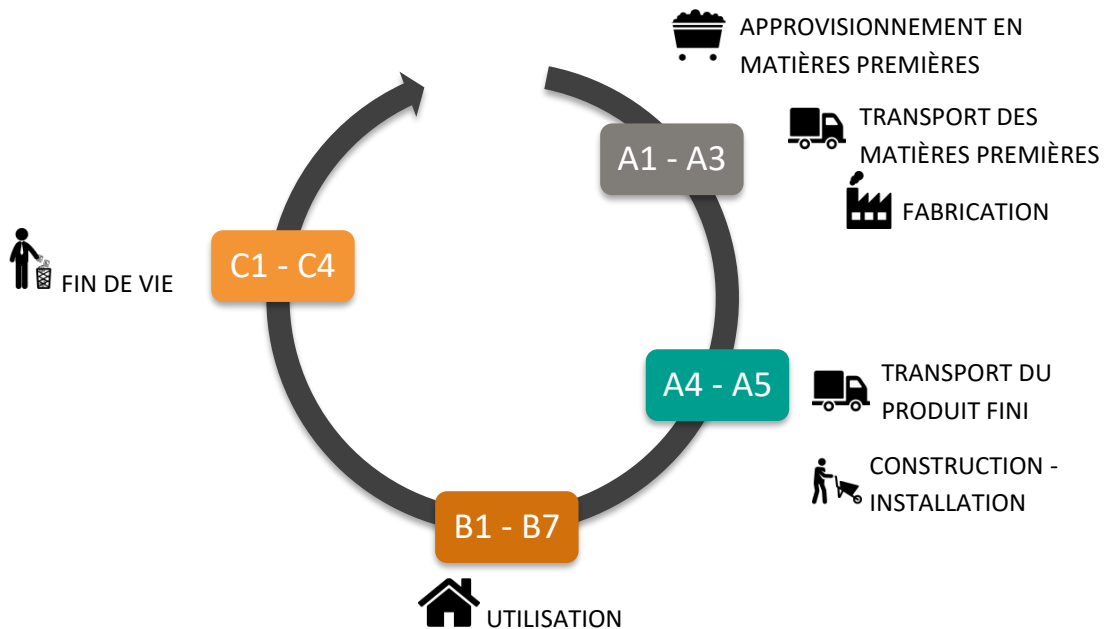 APPROVISIONNEMENT EN
MATIÈRES PREMIÈRES
A1 - A3
TRANSPORT DES
MATIÈRES PREMIÈRES
FABRICATION
C1 - C4
FIN DE VIE
A4 - A5
TRANSPORT DU
PRODUIT FINI
CONSTRUCTION -
INSTALLATION
B1 - B7
UTILISATION